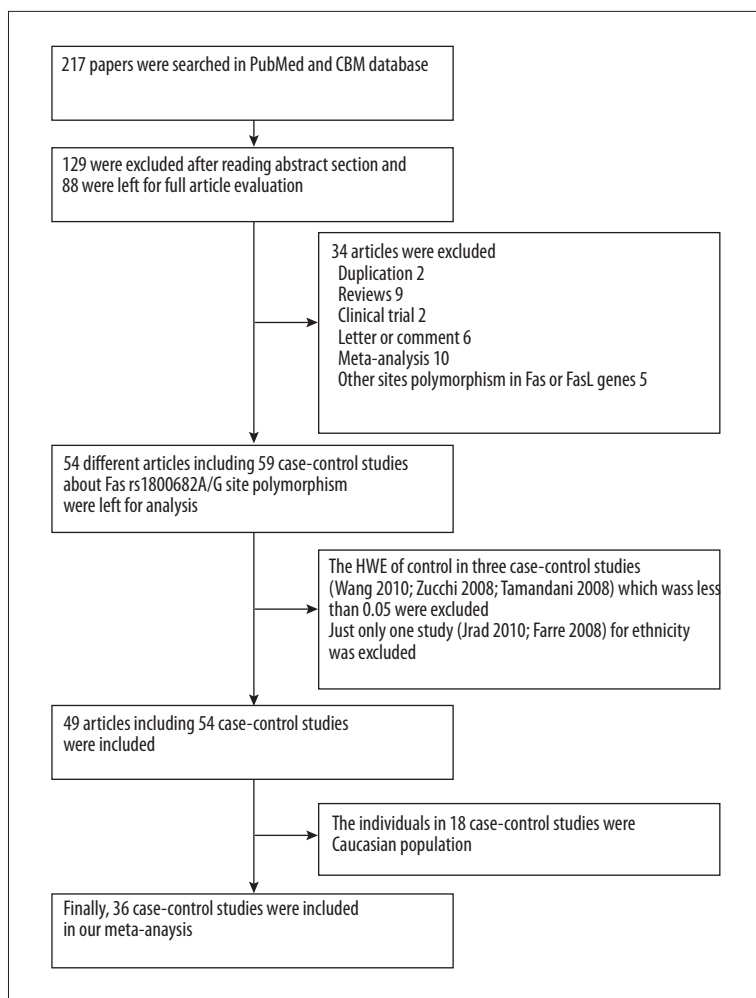 217 papers were searched in PubMed and CBM database
129 were excluded after reading abstract section and
88 were left for full article evaluation
34 articles were excluded
Duplication 2
Reviews 9
Clinical trial 2
Letter or comment 6
Meta-analysis 10
Other sites polymorphism in Fas or FasL genes 5
54 different articles including 59 case-control studies
about Fas rs1800682A/G site polymorphism
were left for analysis
The HWE of control in three case-control studies
(Wang 2010; Zucchi 2008; Tamandani 2008) which wass less
than 0.05 were excluded
Just only one study (Jrad 2010; Farre 2008) for ethnicity
was excluded
49 articles including 54 case-control studies
were included
The individuals in 18 case-control studies were
Caucasian population
Finally, 36 case-control studies were included
in our meta-anaysis